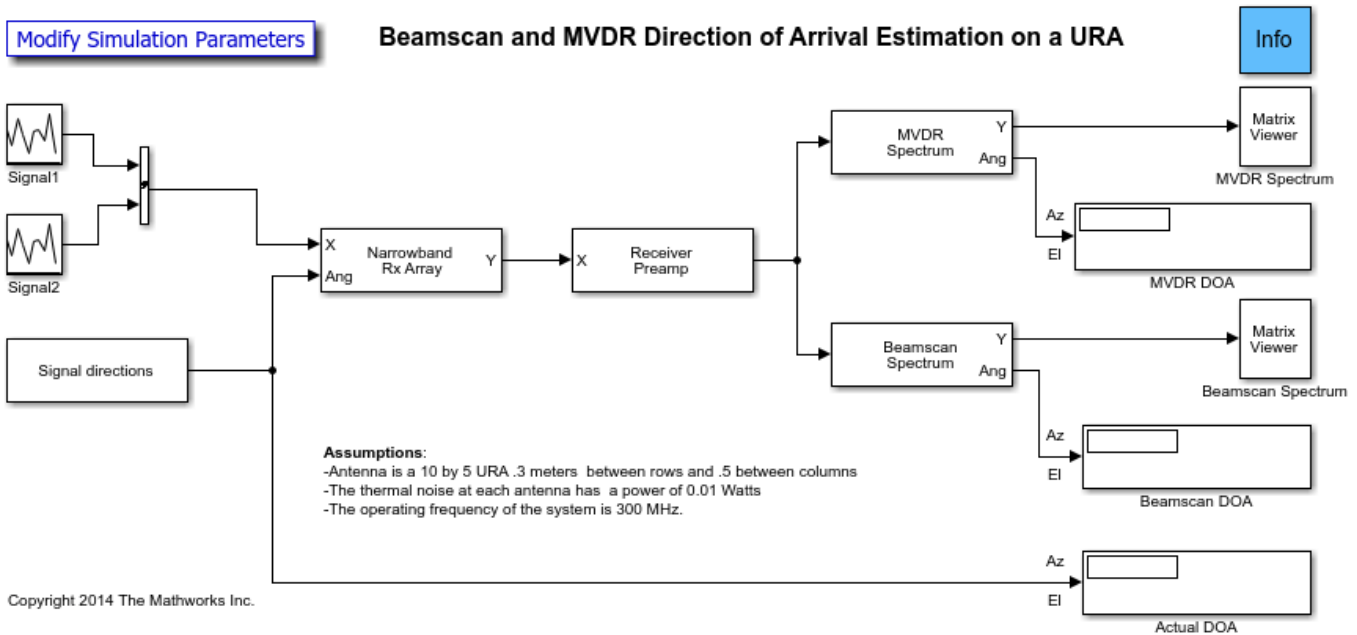 Modify Simulation Parameters
Beamscan and MVDR Direction of Arrival Estimation on a URA
Info
Signal1
Signal2
Signal directions
X
Ang
Narrowband
Rx Array
Y
X
Receiver
Preamp
MVDR
Spectrum
Y
Ang
Matrix
Viewer
MVDR Spectrum
Az
El
MVDR DOA
Beamscan
Spectrum
Y
Ang
Matrix
Viewer
Beamscan Spectrum
Az
El
Beamscan DOA
Assumptions:
-Antenna is a 10 by 5 URA .3 meters  between rows and .5 between columns
-The thermal noise at each antenna has  a power of 0.01 Watts
-The operating frequency of the system is 300 MHz.
Az
El
Actual DOA
Copyright 2014 The Mathworks Inc.